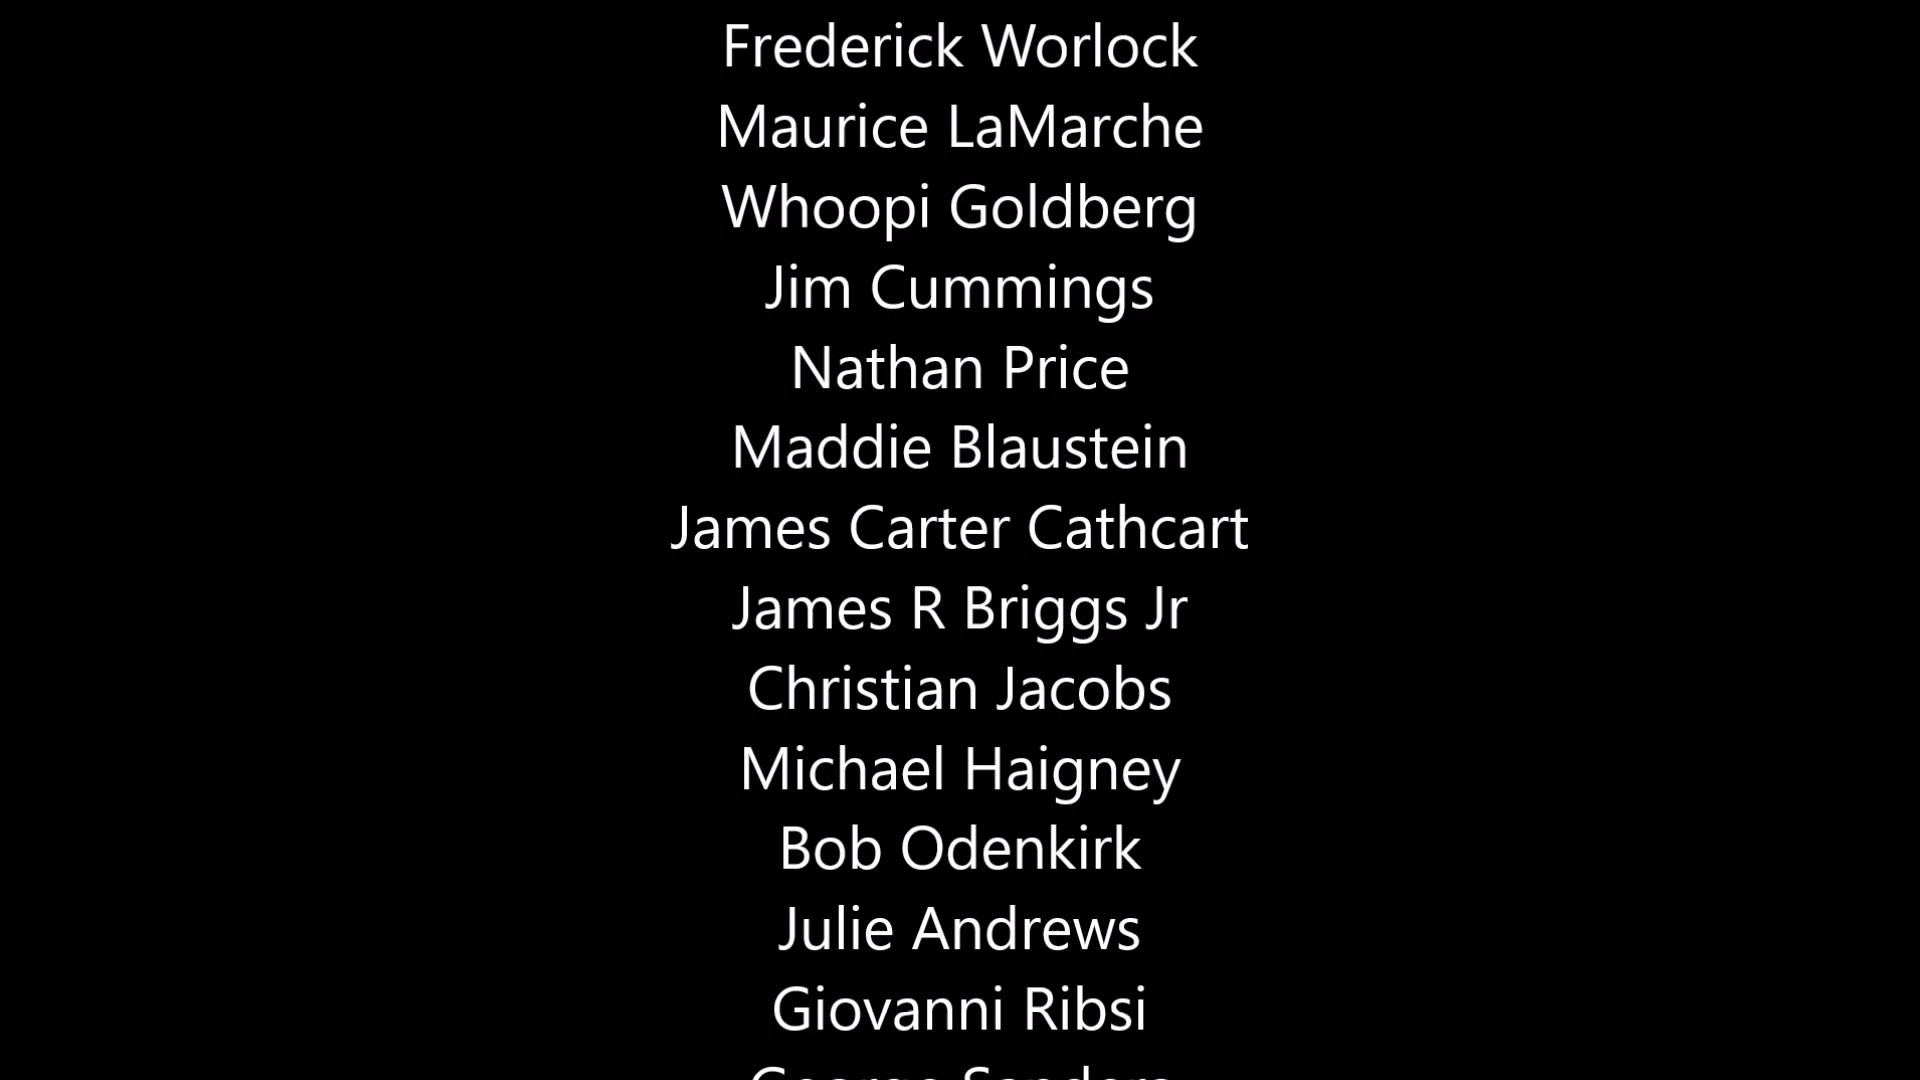 Frederick Worlock
Maurice LaMarche
Whoopi Goldberg
Jim Cummings
Nathan Price
Maddie Blaustein
James Carter Cathcart
James R Briggs Jr
Christian Jacobs
Michael Haigney
Bob Odenkirk
Julie Andrews
Giovanni Ribsi